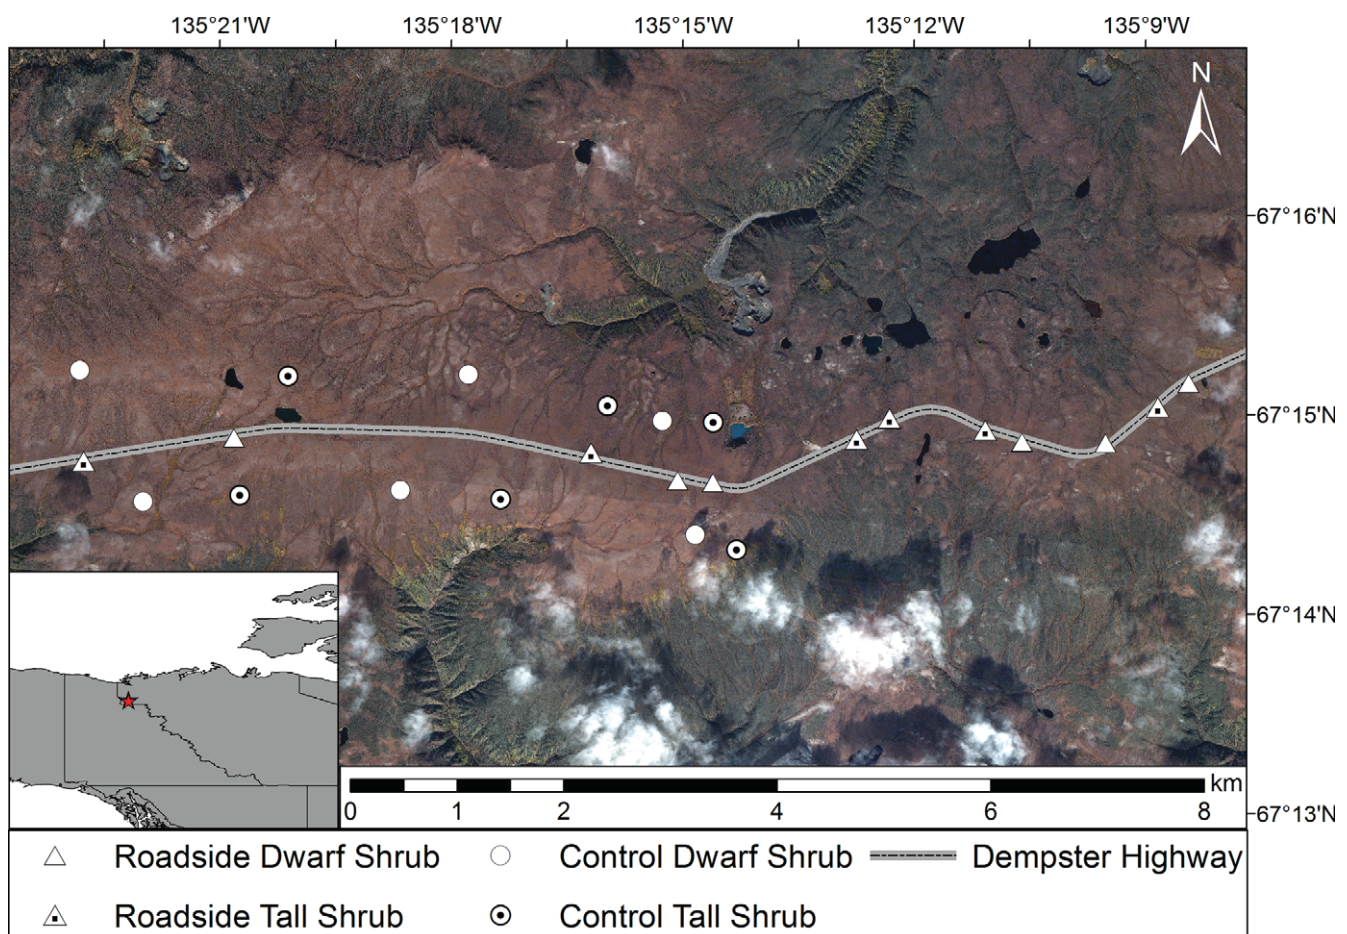 135°21'W 135°18'W 135°15'W 135°12'W 135°9'W
N
67°16'N
67°15'N
67°14'N
67°13'N
km
0 1 2 4 6 8
Roadside Dwarf Shrub Control Dwarf Shrub Dempster Highway
Roadside Tall Shrub Control Tall Shrub